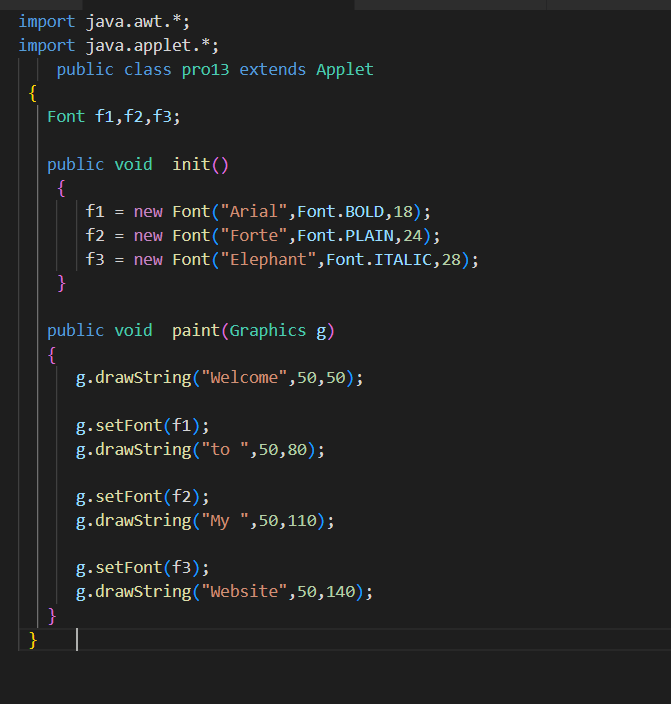 import java.awt.*;
import java.applet.*;
public class pro13 extends Applet
{
Font f1,f2,f3;
public void  init()
{
f1 = new Font("Arial",Font.BOLD,18);
f2 = new Font("Forte",Font.PLAIN,24);
f3 = new Font("Elephant",Font.ITALIC,28);
}
public void  paint(Graphics g)
{
g.drawString("Welcome",50,50);
g.setFont(f1);
g.drawString("to ",50,80);
g.setFont(f2);
g.drawString("My ",50,110);
g.setFont(f3);
g.drawString("Website",50,140);
}
}